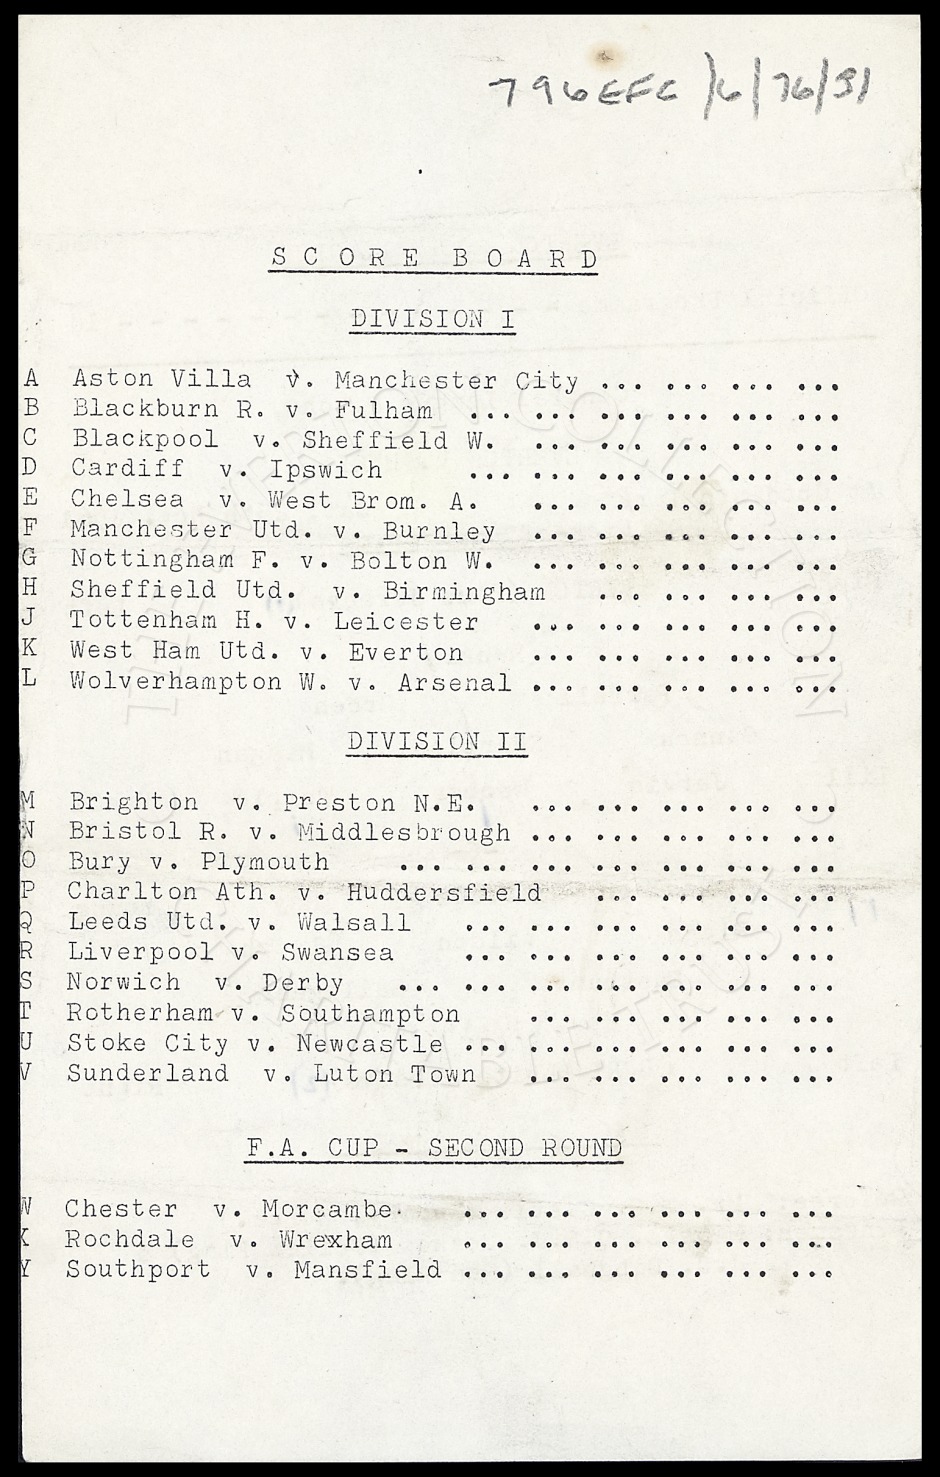 796EFC/6/76/31
SCORE BOARD
DIVISION I
A Aston Villa v. Manchester City ... ... ... ...
B Blackburn R. v. Fulham ... ... ... ... ... ...
C Blackpool v. Sheffield W. ... ... ... ... ...
D Cardiff v. Ipswich ... ... ... ... ... ...
E Chelsea v. West Brom. A. ... ... ... ... ...
F Manchester Utd. v. Burnley ... ... ... ... ...
G Nottingham F. v. Bolton W. ... ... ... ... ...
H Sheffield Utd. v. Birmingham ... ... ... ...
J Tottenham H. v. Leicester ... ... ... ... ...
K West Ham Utd. v. Everton ... ... ... ... ...
L Wolverhampton W. v. Arsenal ... ... ... ... ...
DIVISION II
M Brighton v. Preston N.E. ... ... ... ... ...
N Bristol R. v. Middlesbrough ... ... ... ... ...
O Bury v. Plymouth ... ... ... ... ... ... ...
P Charlton Ath. v. Huddersfield ... ... ... ...
Q Leeds Utd. v. Walsall ... ... ... ... ... ...
R Liverpool v. Swansea ... ... ... ... ... ...
S Norwich v. Derby ... ... ... ... ... ... ...
T Rotherham v. Southampton ... ... ... ... ...
U Stoke City v. Newcastle ... ... ... ... ... ...
V Sunderland v. Luton Town ... ... ... ... ...
F.A. CUP - SECOND ROUND
W Chester v. Morcambe. ... ... ... ... ... ...
X Rochdale v. Wrexham ... ... ... ... ... ...
Y Southport v. Mansfield ... ... ... ... ... ...